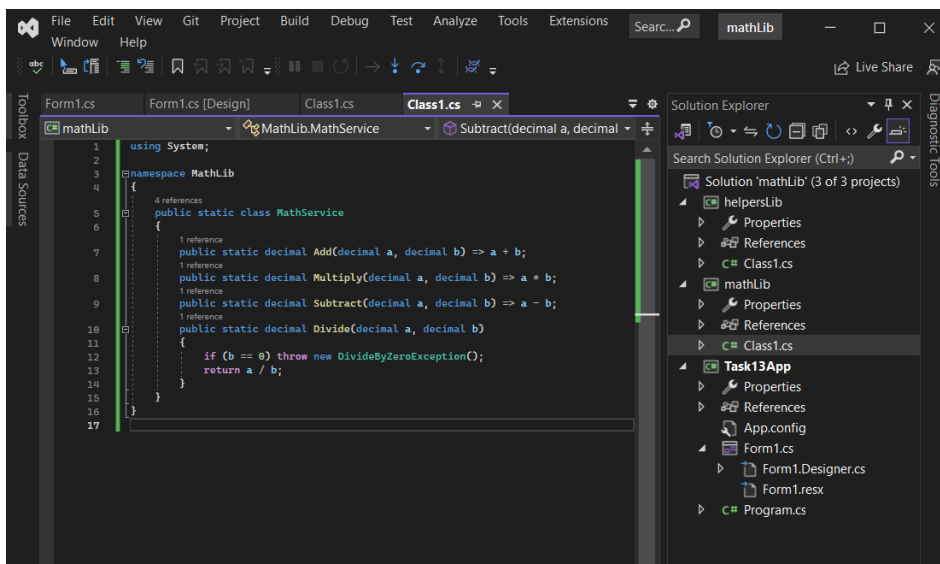 File Edit View Git Project Build Debug Test Analyze Tools Extensions
Window Help
Searc...
mathLib
abc
Live Share
Toolbox
Data Sources
Form1.cs Form1.cs [Design] Class1.cs Class1.cs
C# mathLib MathLib.MathService Subtract(decimal a, decimal
1 using System;
2
3 namespace MathLib
4 {
4 references
5 public static class MathService
6 {
1 reference
7 public static decimal Add(decimal a, decimal b) => a + b;
1 reference
8 public static decimal Multiply(decimal a, decimal b) => a * b;
1 reference
9 public static decimal Subtract(decimal a, decimal b) => a - b;
1 reference
10 public static decimal Divide(decimal a, decimal b)
11 {
12 if (b == 0) throw new DivideByZeroException();
13 return a / b;
14 }
15 }
16 }
17
Solution Explorer
Search Solution Explorer (Ctrl+;)
Solution 'mathLib' (3 of 3 projects)
C# helpersLib
Properties
References
C# Class1.cs
C# mathLib
Properties
References
C# Class1.cs
C# Task13App
Properties
References
App.config
Form1.cs
Form1.Designer.cs
Form1.resx
C# Program.cs
Diagnostic Tools